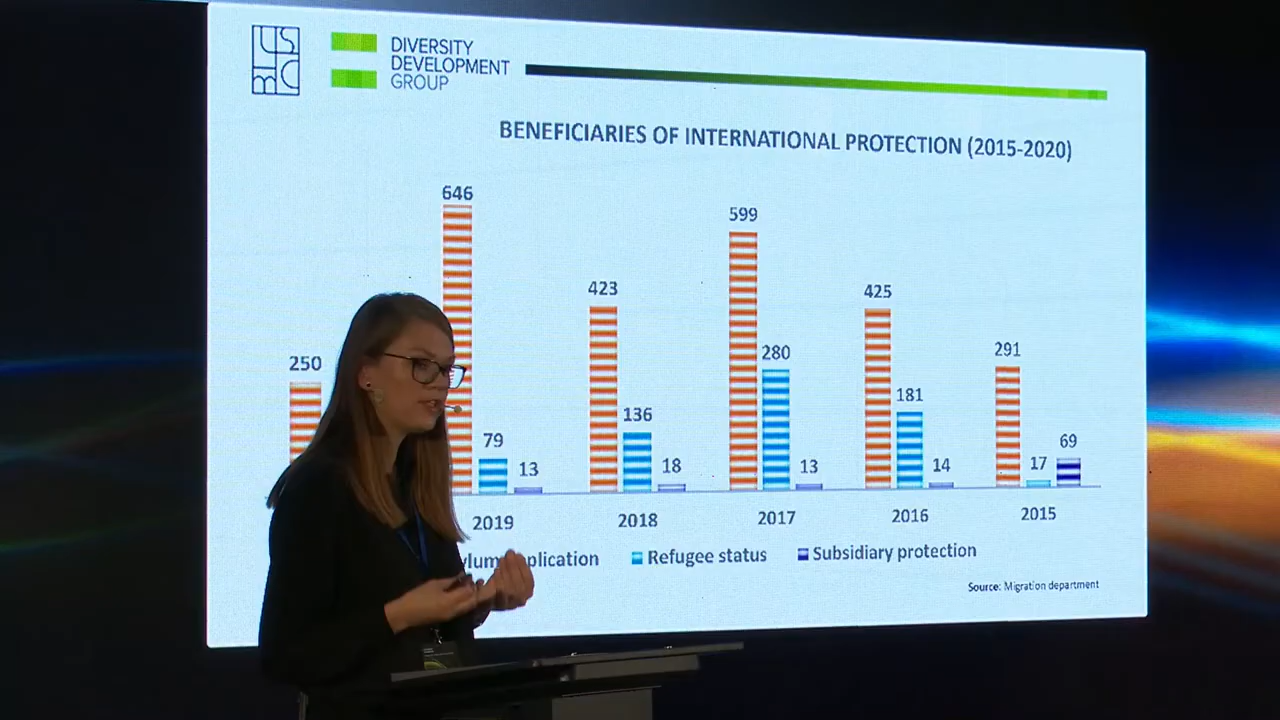 DIVERSITY
DEVELOPMENT
GROUP
BENEFICIARIES OF INTERNATIONAL PROTECTION (2015-2020)
646
599
423
425
250
291
280
181
136
79
69
13
18
13
14
17
2019 2018 2017 2016 2015
Refugee status Subsidiary protection
Source: Migration department